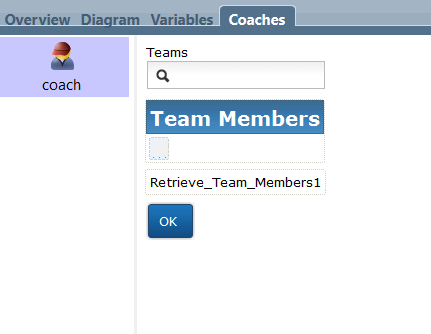 Overview Diagram Variables Coaches
coach
Teams
Team Members
Retrieve_Team_Members1
OK